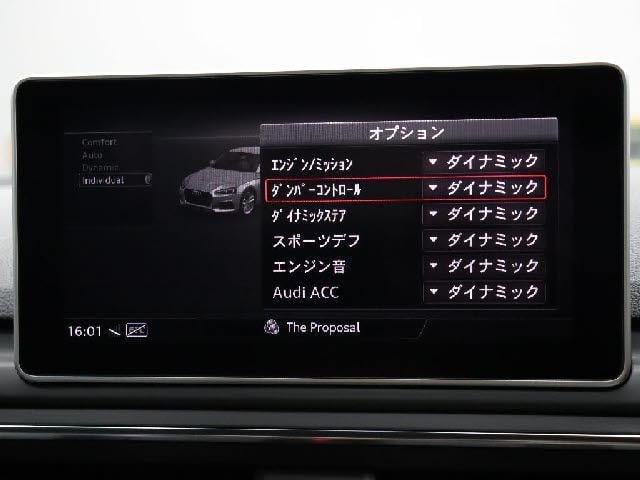 Comfort
Auto
Dynamic
Individual
オプション
ｴﾝｼﾞﾝ/ﾐｯｼｮﾝ ダイナミック
ﾀﾞﾝﾊﾟｰｺﾝﾄﾛｰﾙ ダイナミック
ﾀﾞｲﾅﾐｯｸｽﾃｱ ダイナミック
スポーツデフ ダイナミック
エンジン音 ダイナミック
Audi ACC ダイナミック
16:01
The Proposal